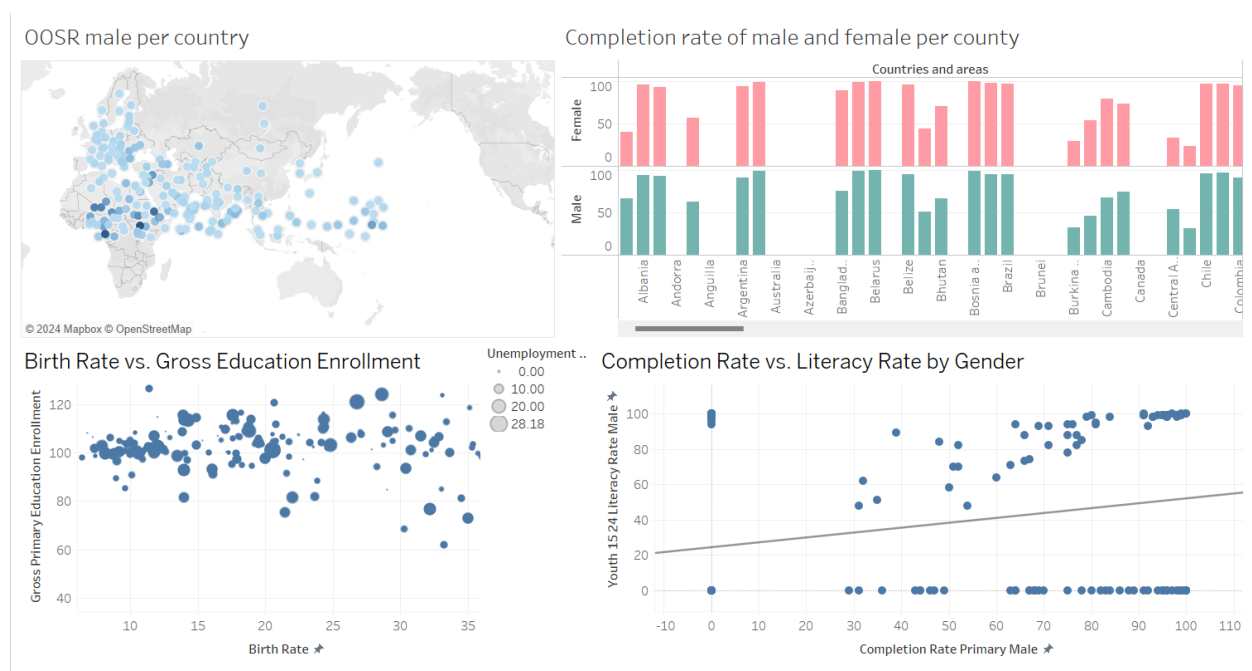 OOSR male per country
© 2024 Mapbox © OpenStreetMap
Completion rate of male and female per county
Countries and areas
Female
100
50
0
Male
100
50
0
Albania
Andorra
Anguilla
Argentina
Australia
Azerbaij..
Banglad..
Belarus
Belize
Bhutan
Bosnia a..
Brazil
Brunei
Burkina ..
Cambodia
Canada
Central A..
Chile
Colombia
Birth Rate vs. Gross Education Enrollment
Gross Primary Education Enrollment
120
100
80
60
40
10 15 20 25 30 35
Birth Rate
Unemployment ..
0.00
10.00
20.00
28.18
Completion Rate vs. Literacy Rate by Gender
Youth 15 24 Literacy Rate Male
100
80
60
40
20
0
-10 0 10 20 30 40 50 60 70 80 90 100 110
Completion Rate Primary Male